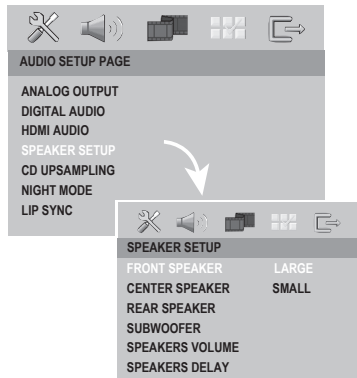 AUDIO SETUP PAGE
ANALOG OUTPUT
DIGITAL AUDIO
HDMI AUDIO
SPEAKER SETUP
CD UPSAMPLING
NIGHT MODE
LIP SYNC
SPEAKER SETUP
FRONT SPEAKER LARGE
CENTER SPEAKER SMALL
REAR SPEAKER
SUBWOOFER
SPEAKERS VOLUME
SPEAKERS DELAY